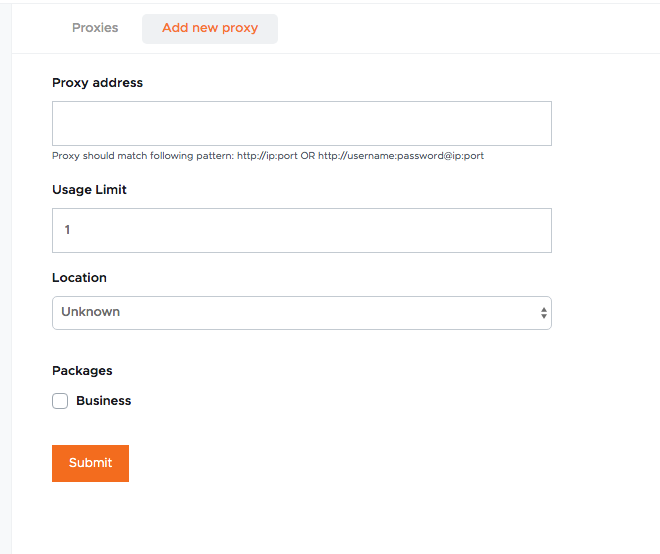 Proxies Add new proxy
Proxy address
Proxy should match following pattern: http://ip:port OR http://username:password@ip:port
Usage Limit
1
Location
Unknown
Packages
Business
Submit